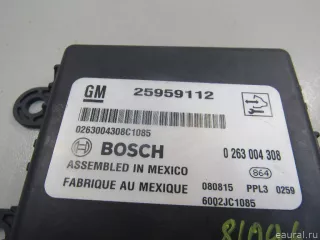 GM 25959112
0263004308C1085
BOSCH 0 263 004 308
ASSEMBLED IN MEXICO 864
FABRIQUE AU MEXIQUE 080815 PPL3 0259
6002JC1085
eaural.ru